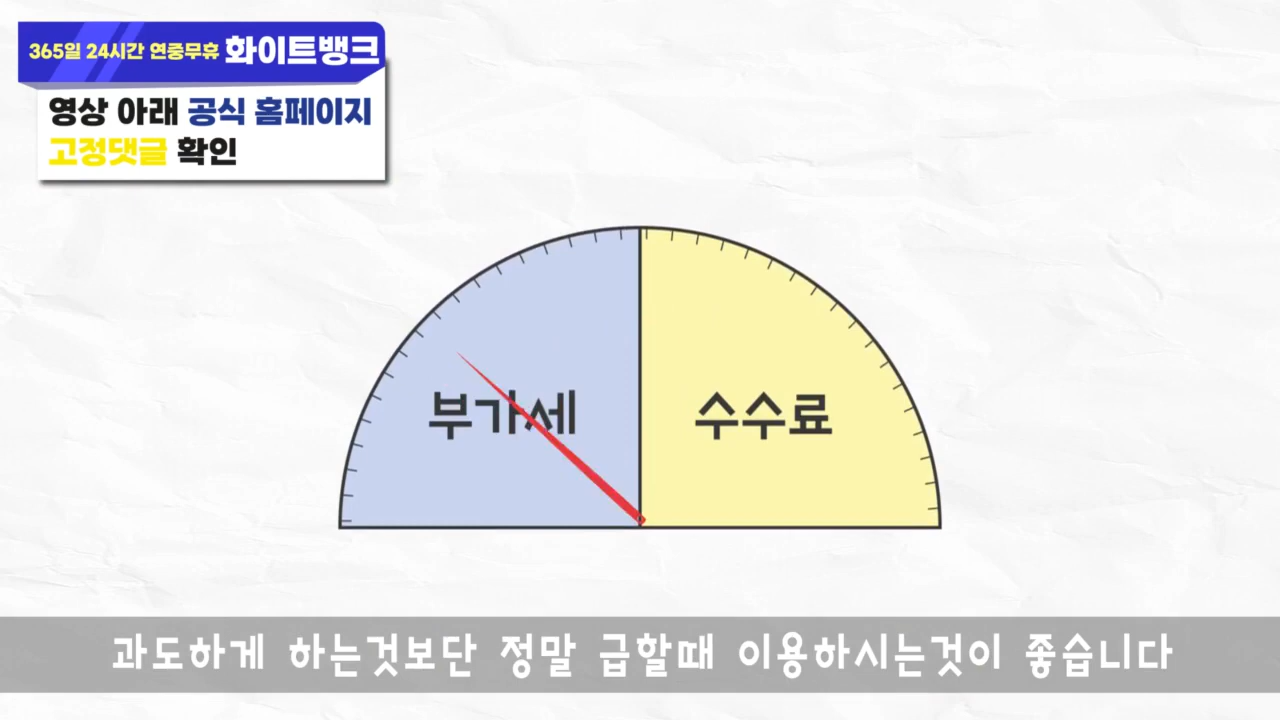 365일 24시간 연중무휴 화이트뱅크
영상 아래 공식 홈페이지
고정댓글 확인
부가세
수수료
과도하게 하는것보단 정말 급할때 이용하시는것이 좋습니다